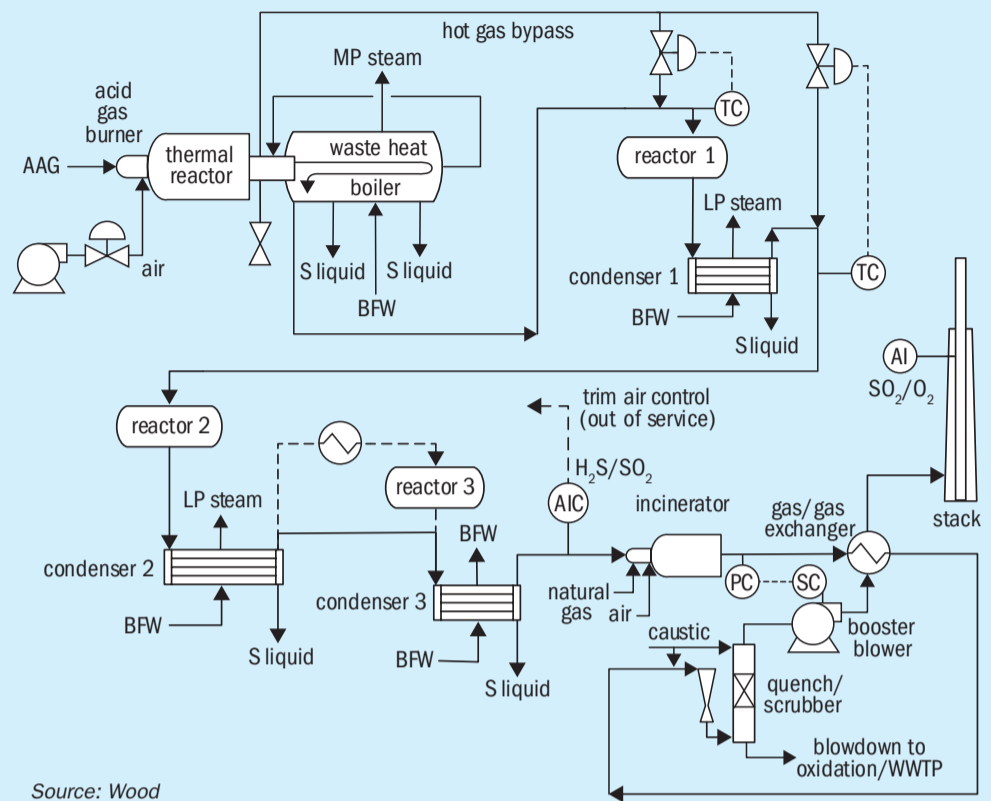 hot gas bypass
MP steam
acid
gas
burner
TC
AAG
thermal
reactor
waste heat
boiler
reactor 1
LP steam
air
S liquid
S liquid
BFW
condenser 1
TC
BFW
S liquid
AI
SO₂/O₂
reactor 2
trim air control
(out of service)
reactor 3
H₂S/SO₂
LP steam
AIC
incinerator
gas/gas
exchanger
stack
BFW
condenser 2
condenser 3
natural
gas
air
PC
SC
BFW
BFW
S liquid
S liquid
caustic
booster
blower
quench/
scrubber
blowdown to
oxidation/WWTP
Source: Wood